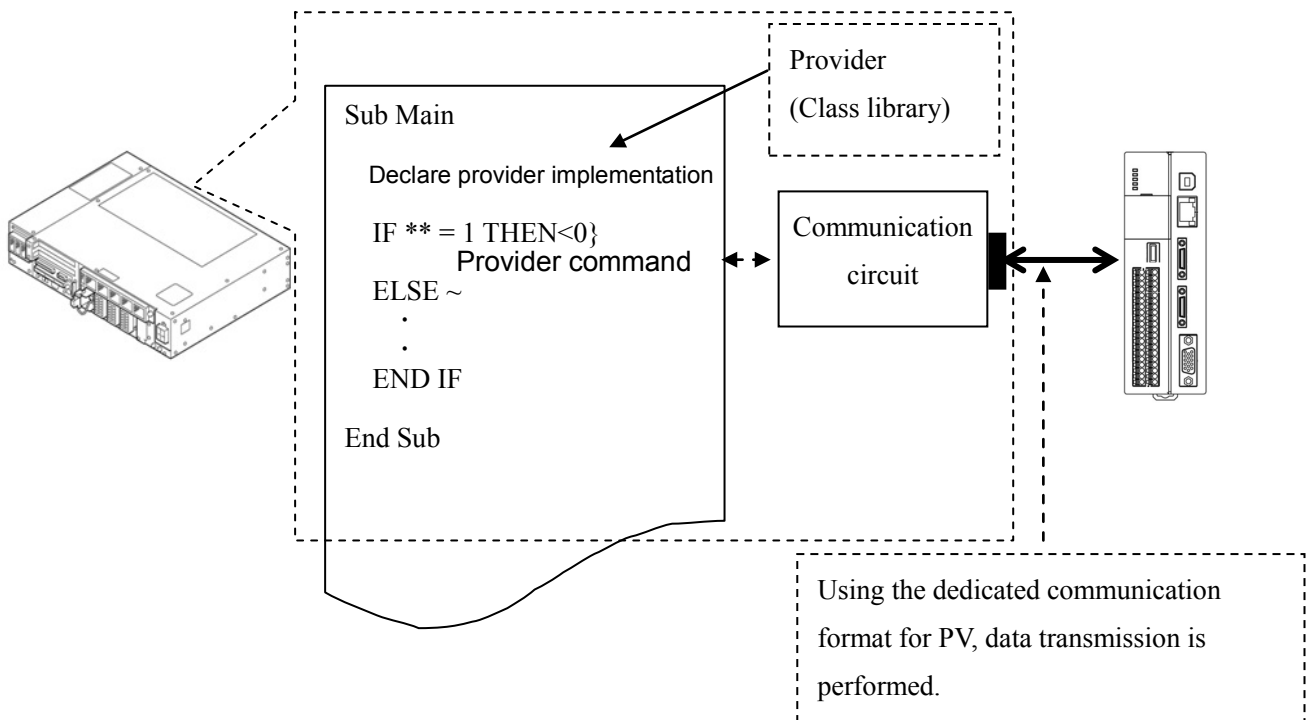 Provider
(Class library)
Sub Main
Declare provider implementation
IF ** = 1 THEN<0}
Provider command
ELSE ~
·
·
END IF
End Sub
Communication
circuit
Using the dedicated communication
format for PV, data transmission is
performed.